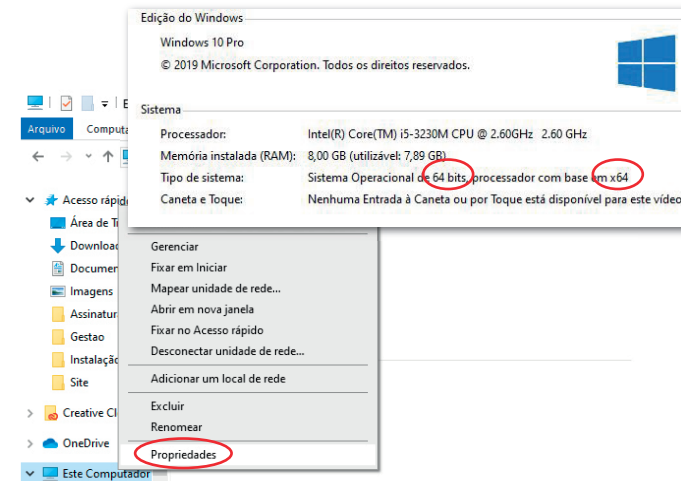 Edição do Windows
Windows 10 Pro
© 2019 Microsoft Corporation. Todos os direitos reservados.
Sistema
Processador: Intel(R) Core(TM) i5-3230M CPU @ 2.60GHz 2.60 GHz
Memória instalada (RAM): 8,00 GB (utilizável: 7,89 GB)
Tipo de sistema: Sistema Operacional de 64 bits, processador com base em x64
Caneta e Toque: Nenhuma Entrada à Caneta ou por Toque está disponível para este vídeo
Arquivo Computa
Acesso rápid
Área de T
Downloac
Documen
Imagens
Assinatur
Gestao
Instalaçã
Site
Creative Cl
OneDrive
Este Computador
Gerenciar
Fixar em Iniciar
Mapear unidade de rede...
Abrir em nova janela
Fixar no Acesso rápido
Desconectar unidade de rede...
Adicionar um local de rede
Excluir
Renomear
Propriedades